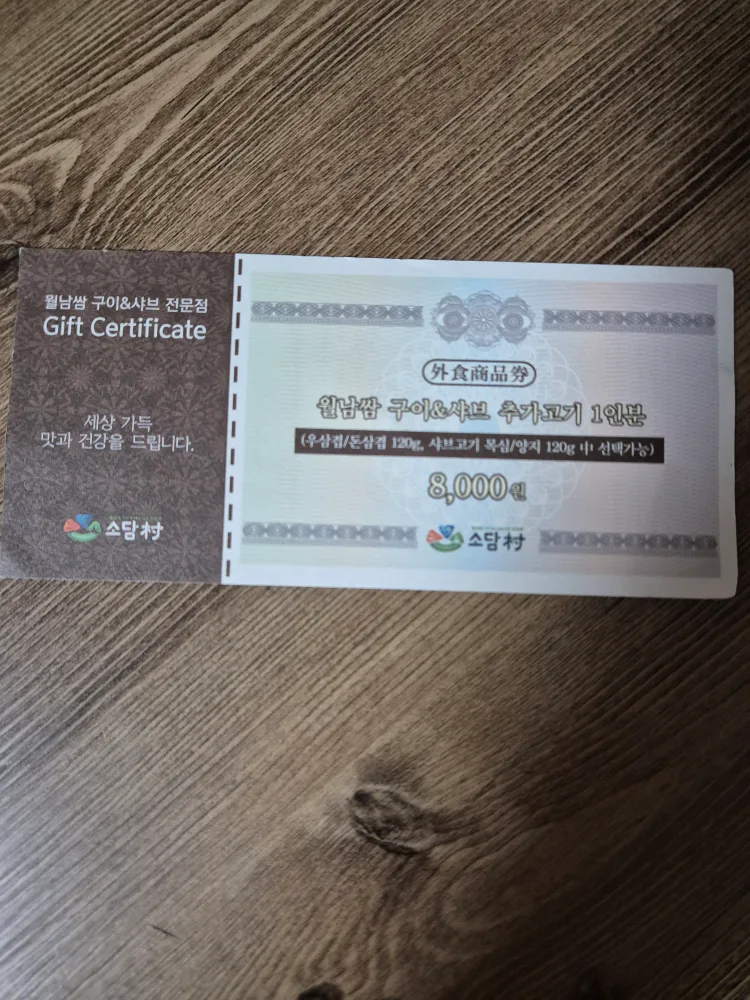 월남쌈 구이&샤브 전문점
Gift Certificate
세상 가득
맛과 건강을 드립니다.
소담村
外食商品券
월남쌈 구이&샤브 추가고기 1인분
(우삼겹/돈삼겹 120g, 샤브고기 목심/양지 120g 中 선택가능)
8,000원
소담村